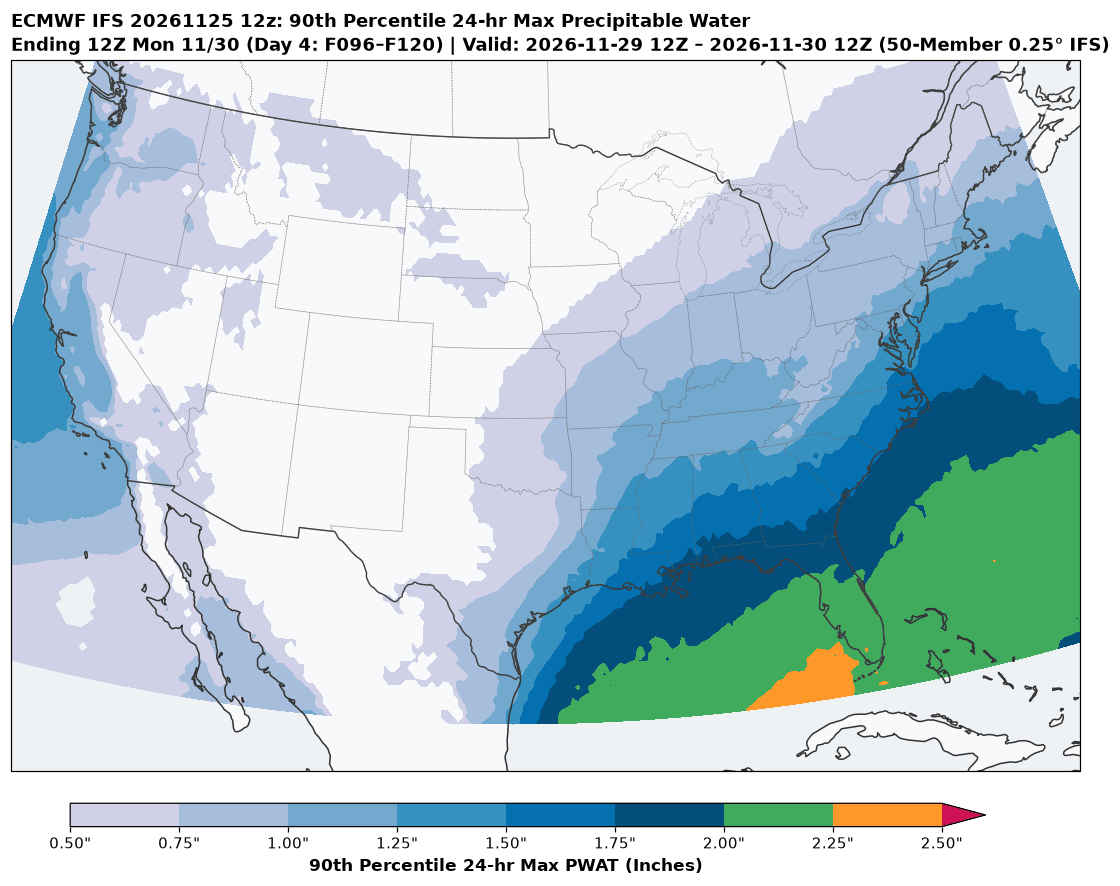 ECMWF IFS 20261125 12z: 90th Percentile 24-hr Max Precipitable Water
Ending 12Z Mon 11/30 (Day 4: F096–F120) | Valid: 2026-11-29 12Z – 2026-11-30 12Z (50-Member 0.25° IFS)
0.50" 0.75" 1.00" 1.25" 1.50" 1.75" 2.00" 2.25" 2.50"
90th Percentile 24-hr Max PWAT (Inches)